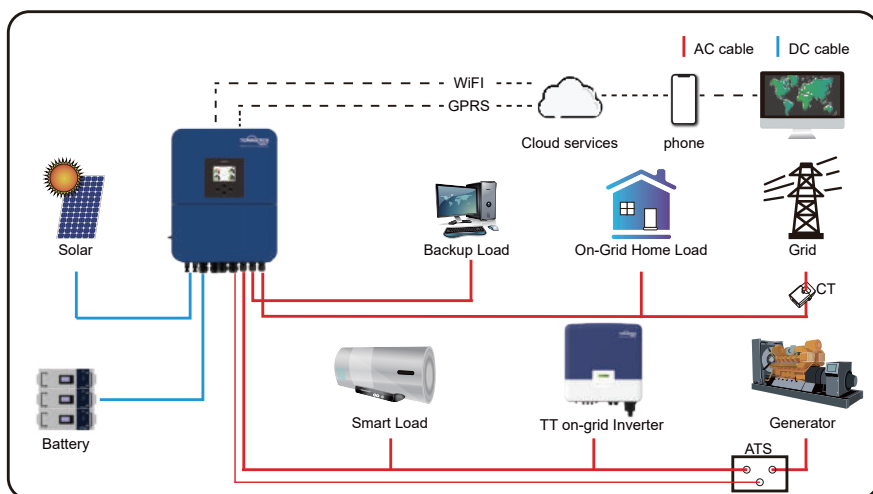 AC cable
DC cable
WiFI
GPRS
Cloud services
phone
Solar
Backup Load
On-Grid Home Load
Grid
CT
Battery
Smart Load
TT on-grid Inverter
Generator
ATS